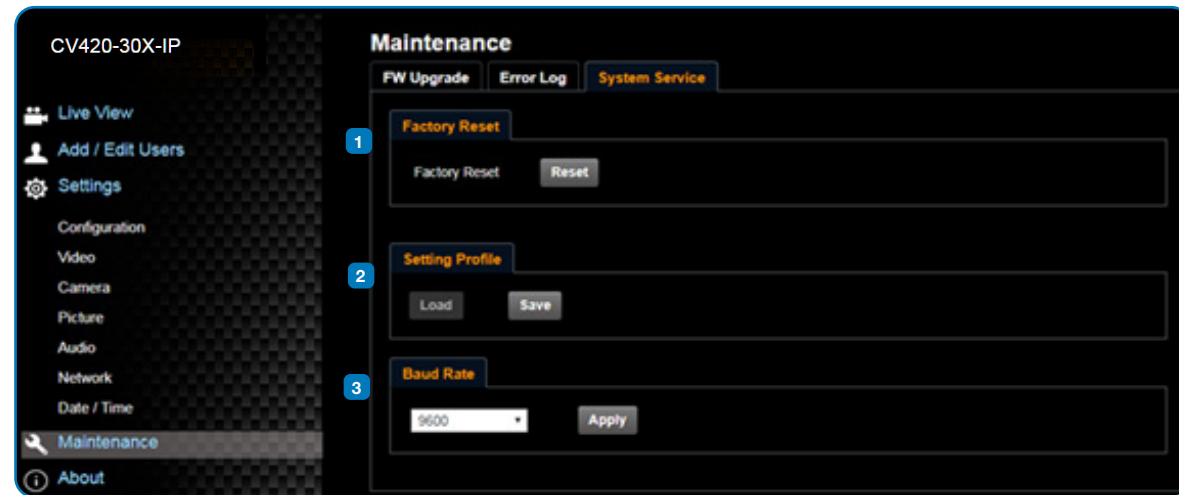 CV420-30X-IP
Live View
Add / Edit Users
Settings
Configuration
Video
Camera
Picture
Audio
Network
Date / Time
Maintenance
About
Maintenance
FW Upgrade Error Log System Service
1
Factory Reset
Factory Reset Reset
2
Setting Profile
Load Save
3
Baud Rate
9600 Apply